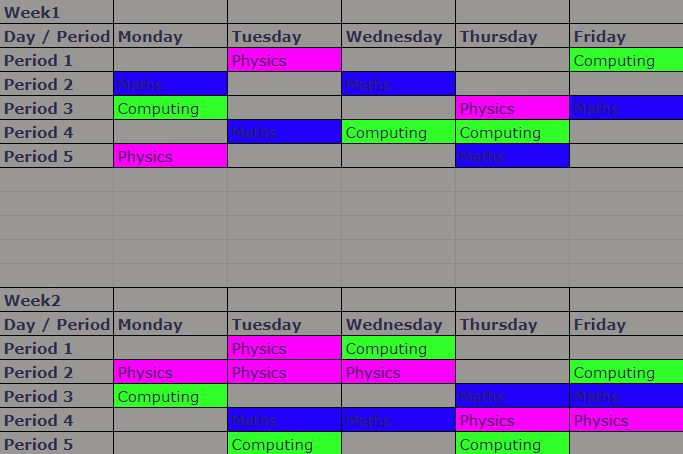 Week1
Day / Period Monday Tuesday Wednesday Thursday Friday
Period 1 Physics Computing
Period 2 Maths Maths
Period 3 Computing Physics Maths
Period 4 Maths Computing Computing
Period 5 Physics Maths
Week2
Day / Period Monday Tuesday Wednesday Thursday Friday
Period 1 Physics Computing
Period 2 Physics Physics Physics Computing
Period 3 Computing Maths Maths
Period 4 Maths Maths Physics Physics
Period 5 Computing Computing